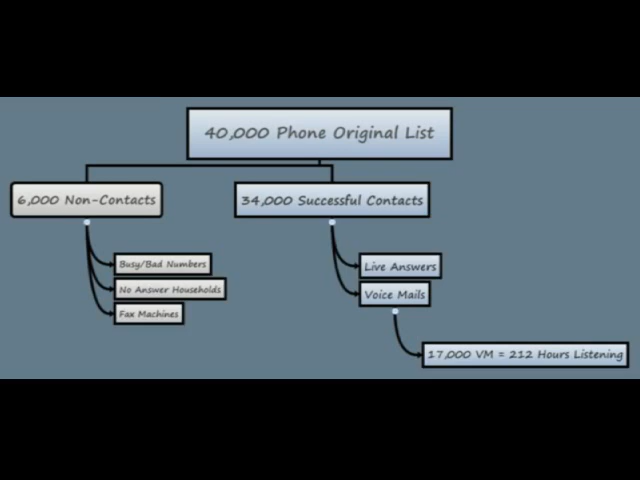 40,000 Phone Original List
6,000 Non-Contacts
34,000 Successful Contacts
Busy/Bad Numbers
No Answer Households
Fax Machines
Live Answers
Voice Mails
17,000 VM = 212 Hours Listening